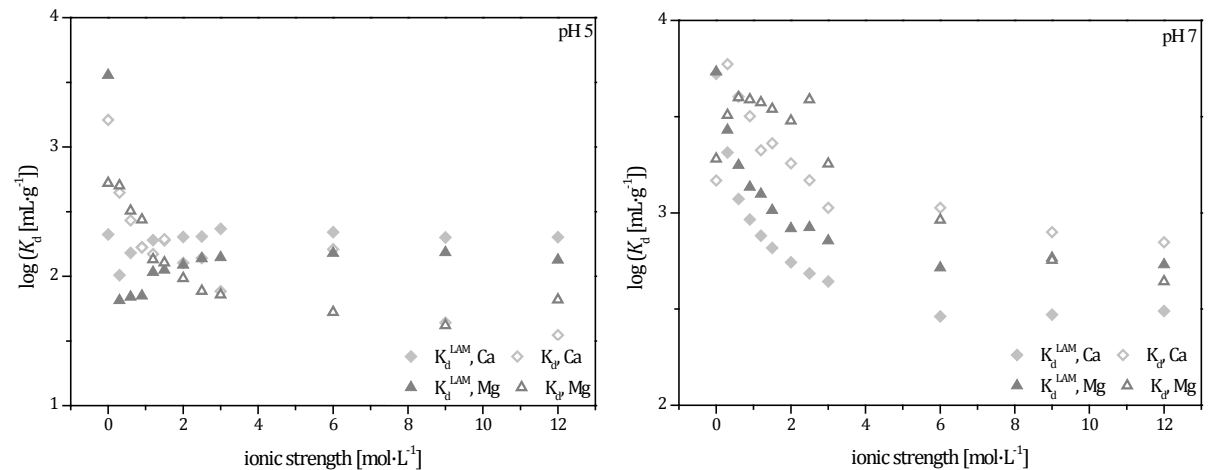 pH 5
4
3
2
1
log (K_d [mL·g⁻¹])
0 2 4 6 8 10 12
ionic strength [mol·L⁻¹]
K_d^LAM, Ca K_d, Ca
K_d^LAM, Mg K_d, Mg
pH 7
4
3
2
log (K_d [mL·g⁻¹])
0 2 4 6 8 10 12
ionic strength [mol·L⁻¹]
K_d^LAM, Ca K_d, Ca
K_d^LAM, Mg K_d, Mg